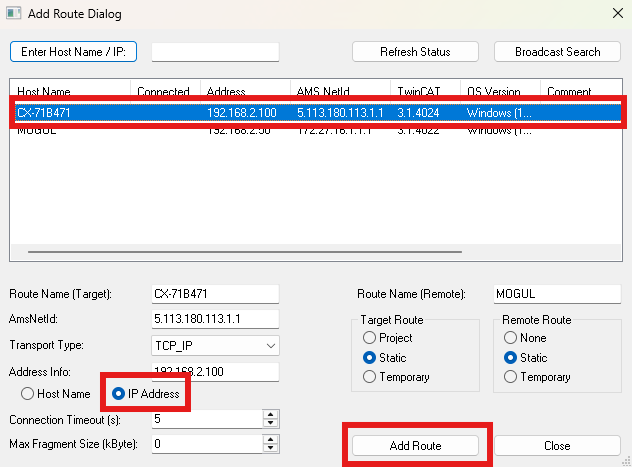 Add Route Dialog
Enter Host Name / IP: Refresh Status Broadcast Search
Host Name Connected Address AMS NetId TwinCAT OS Version Comment
CX-71B471 192.168.2.100 5.113.180.113.1.1 3.1.4024 Windows (1...
MOGUL 192.168.2.50 172.27.16.1.1.1 3.1.4022 Windows (1...
Route Name (Target): CX-71B471 Route Name (Remote): MOGUL
AmsNetId: 5.113.180.113.1.1 Target Route Remote Route
Transport Type: TCP_IP Project None
Address Info: 192.168.2.100 Static Static
Host Name IP Address Temporary Temporary
Connection Timeout (s): 5
Max Fragment Size (kByte): 0 Add Route Close